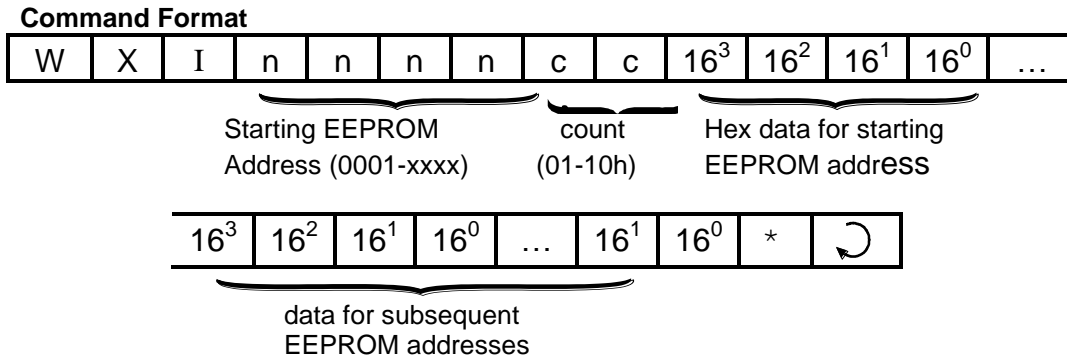 Command Format
W X I n n n n c c 16³ 16² 16¹ 16⁰ …
Starting EEPROM count Hex data for starting
Address (0001-xxxx) (01-10h) EEPROM address
16³ 16² 16¹ 16⁰ … 16¹ 16⁰ *
data for subsequent
EEPROM addresses